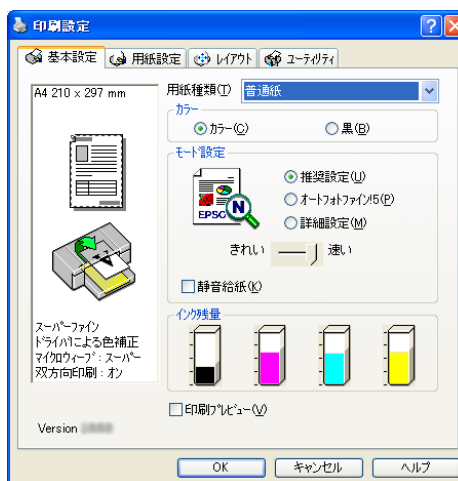 印刷設定
基本設定 用紙設定 レイアウト ユーティリティ
A4 210 x 297 mm
用紙種類(T) 普通紙
カラー
カラー(C) 黒(B)
モード設定
EPSO N
推奨設定(U)
オートフォトファイン!5(P)
詳細設定(M)
きれい 速い
静音給紙(K)
インク残量
スーパーファイン
ドライバによる色補正
マイクロウィーブ:スーパー
双方向印刷:オン
印刷プレビュー(V)
Version
OK キャンセル ヘルプ